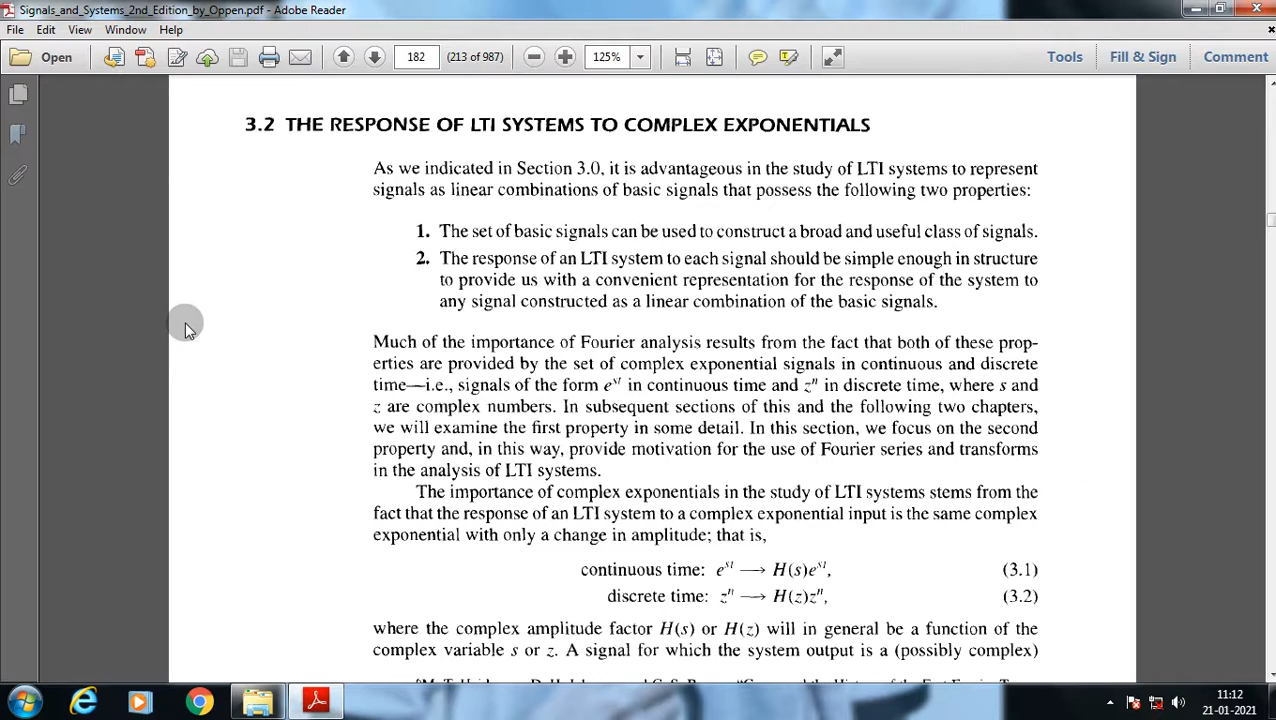 Signals_and_Systems_2nd_Edition_by_Oppen.pdf - Adobe Reader
File Edit View Window Help
Open 182 (213 of 987) 125% Tools Fill & Sign Comment
3.2 THE RESPONSE OF LTI SYSTEMS TO COMPLEX EXPONENTIALS
As we indicated in Section 3.0, it is advantageous in the study of LTI systems to represent
signals as linear combinations of basic signals that possess the following two properties:
1. The set of basic signals can be used to construct a broad and useful class of signals.
2. The response of an LTI system to each signal should be simple enough in structure
to provide us with a convenient representation for the response of the system to
any signal constructed as a linear combination of the basic signals.
Much of the importance of Fourier analysis results from the fact that both of these prop-
erties are provided by the set of complex exponential signals in continuous and discrete
time—i.e., signals of the form eˢᵗ in continuous time and zⁿ in discrete time, where s and
z are complex numbers. In subsequent sections of this and the following two chapters,
we will examine the first property in some detail. In this section, we focus on the second
property and, in this way, provide motivation for the use of Fourier series and transforms
in the analysis of LTI systems.
The importance of complex exponentials in the study of LTI systems stems from the
fact that the response of an LTI system to a complex exponential input is the same complex
exponential with only a change in amplitude; that is,
continuous time: eˢᵗ ⟶ H(s)eˢᵗ, (3.1)
discrete time: zⁿ ⟶ H(z)zⁿ, (3.2)
where the complex amplitude factor H(s) or H(z) will in general be a function of the
complex variable s or z. A signal for which the system output is a (possibly complex)
11:12
21-01-2021